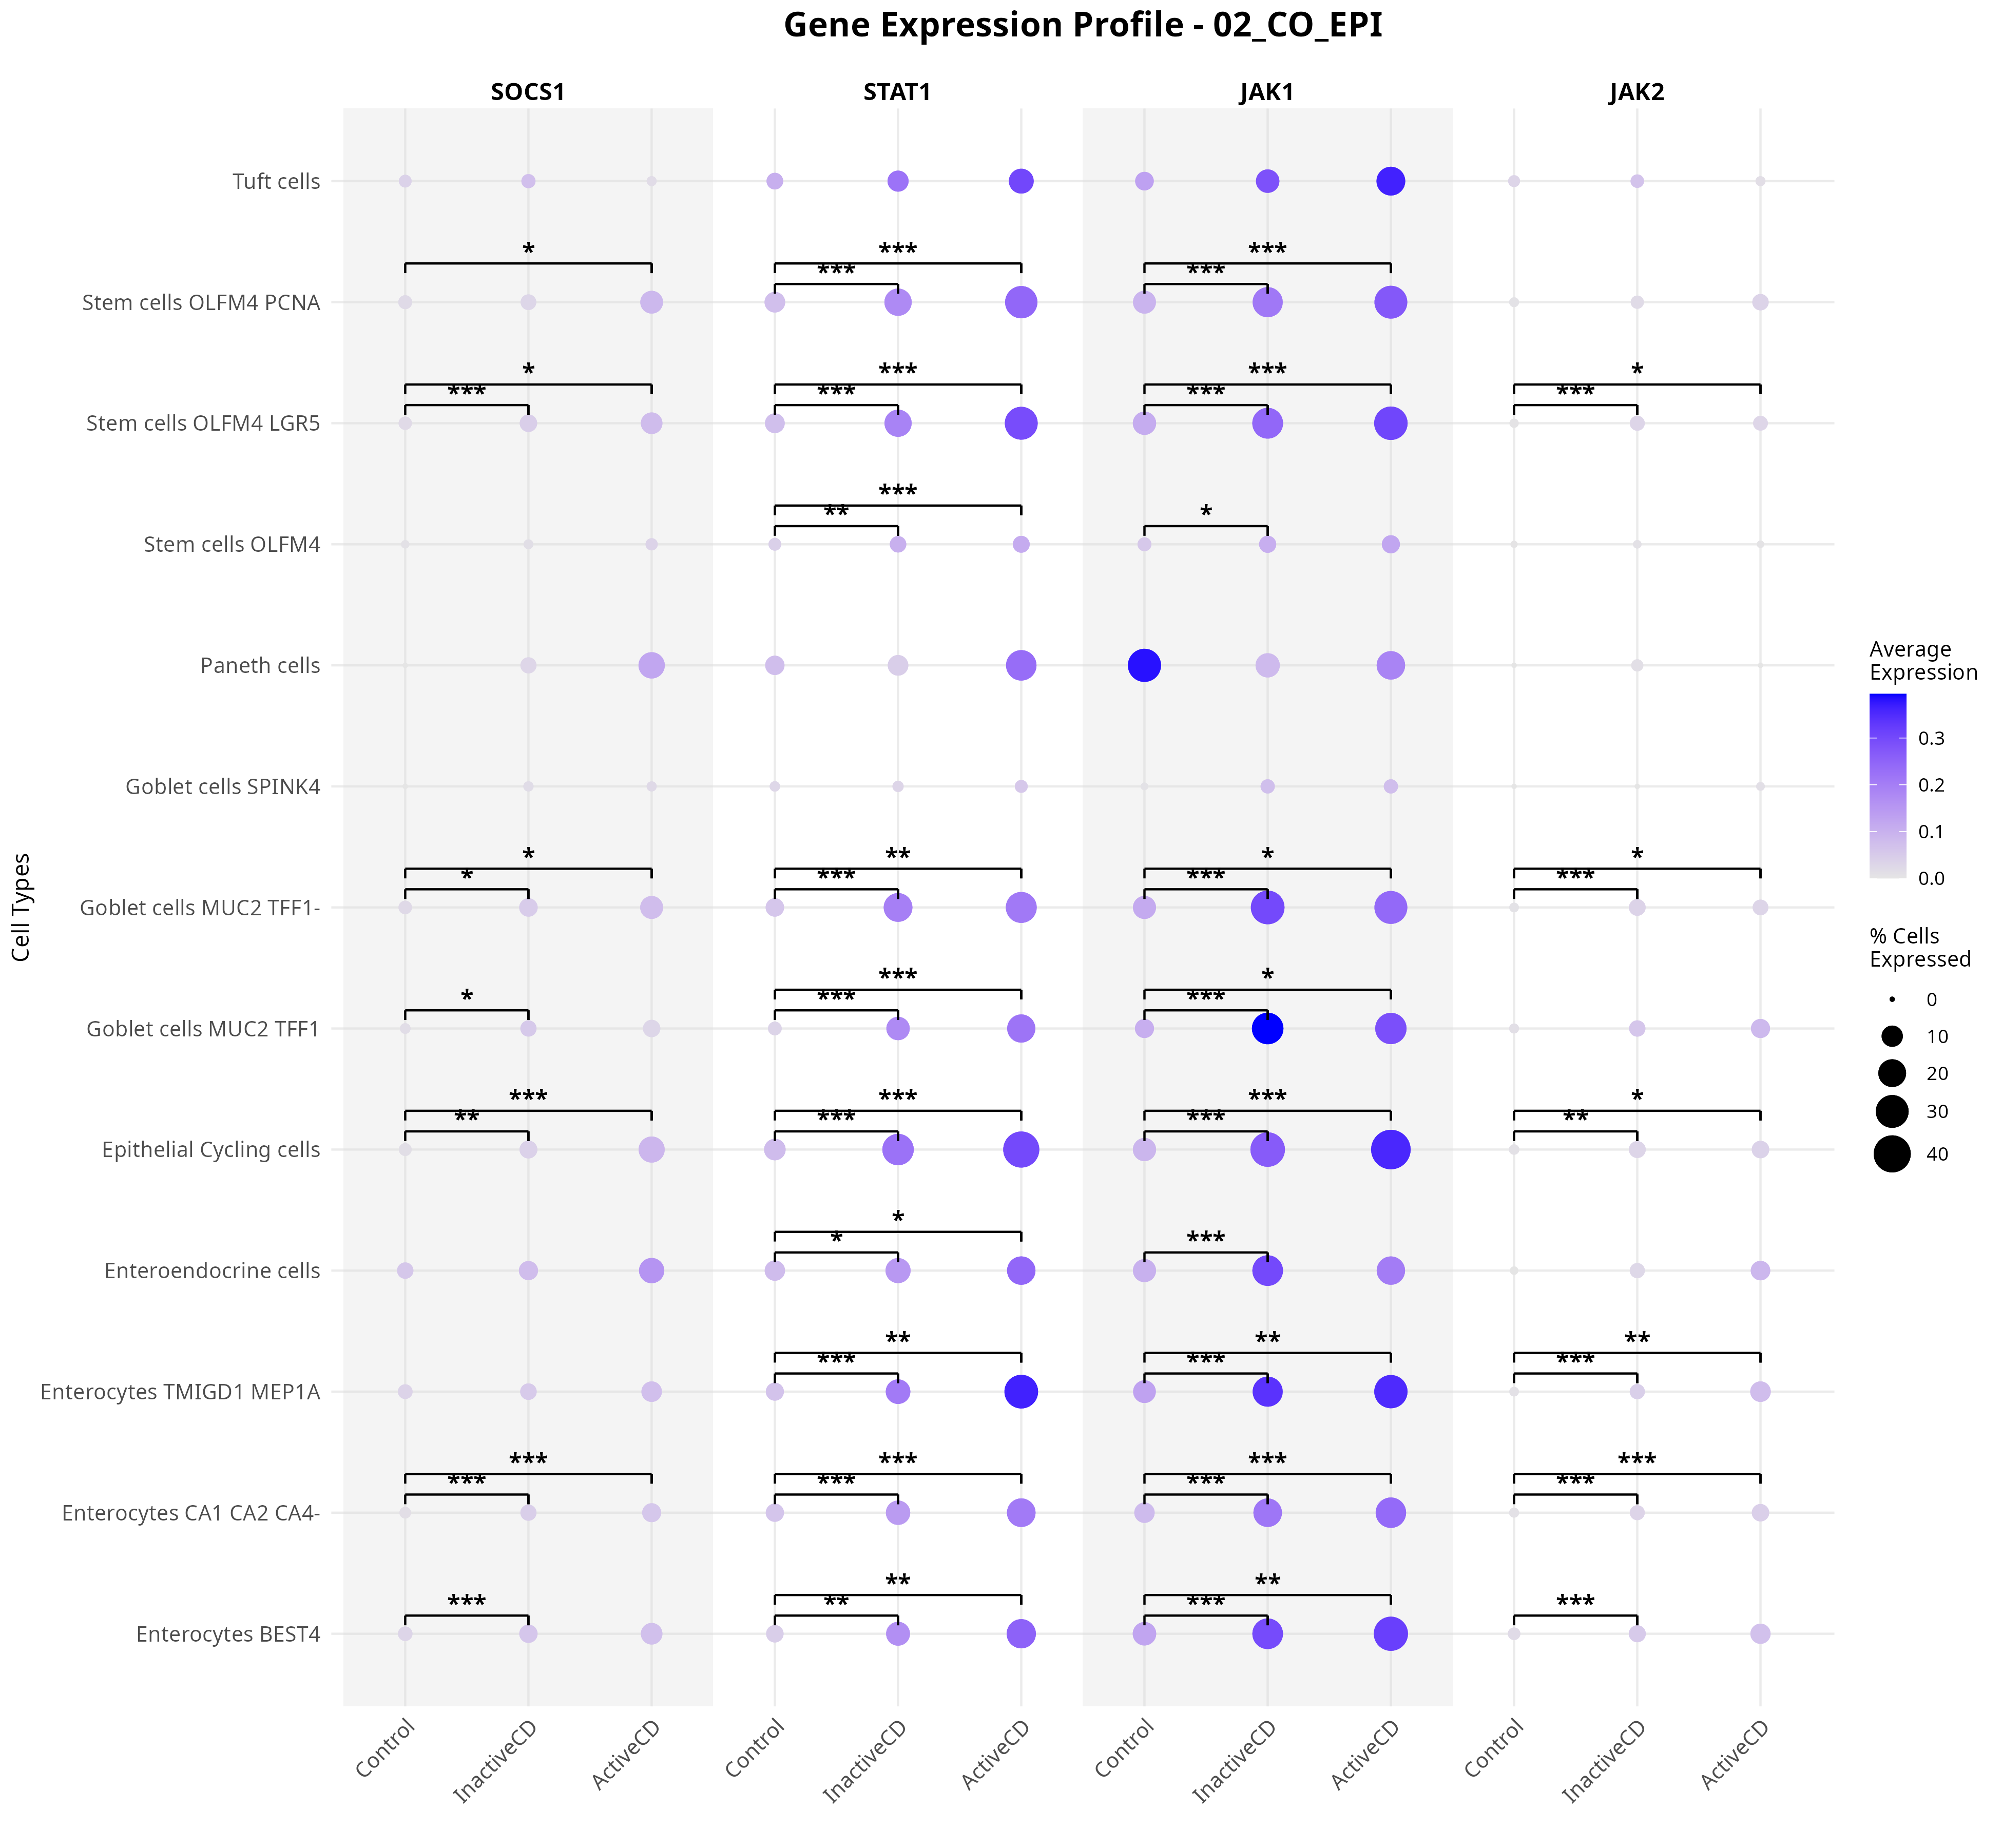 Gene Expression Profile - 02_CO_EPI
SOCS1 STAT1 JAK1 JAK2
Tuft cells
* *** ***
*** ***
Stem cells OLFM4 PCNA
* *** *** *
*** *** *** ***
Stem cells OLFM4 LGR5
***
** *
Stem cells OLFM4
Paneth cells
Goblet cells SPINK4
* ** * *
* *** *** ***
Goblet cells MUC2 TFF1-
*** *
* *** ***
Goblet cells MUC2 TFF1
*** *** *** *
** *** *** **
Epithelial Cycling cells
*
* ***
Enteroendocrine cells
** ** **
*** *** ***
Enterocytes TMIGD1 MEP1A
*** *** *** ***
*** *** *** ***
Enterocytes CA1 CA2 CA4-
** **
*** ** *** ***
Enterocytes BEST4
Control InactiveCD ActiveCD Control InactiveCD ActiveCD Control InactiveCD ActiveCD Control InactiveCD ActiveCD
Cell Types
Average
Expression
0.3
0.2
0.1
0.0
% Cells
Expressed
0
10
20
30
40